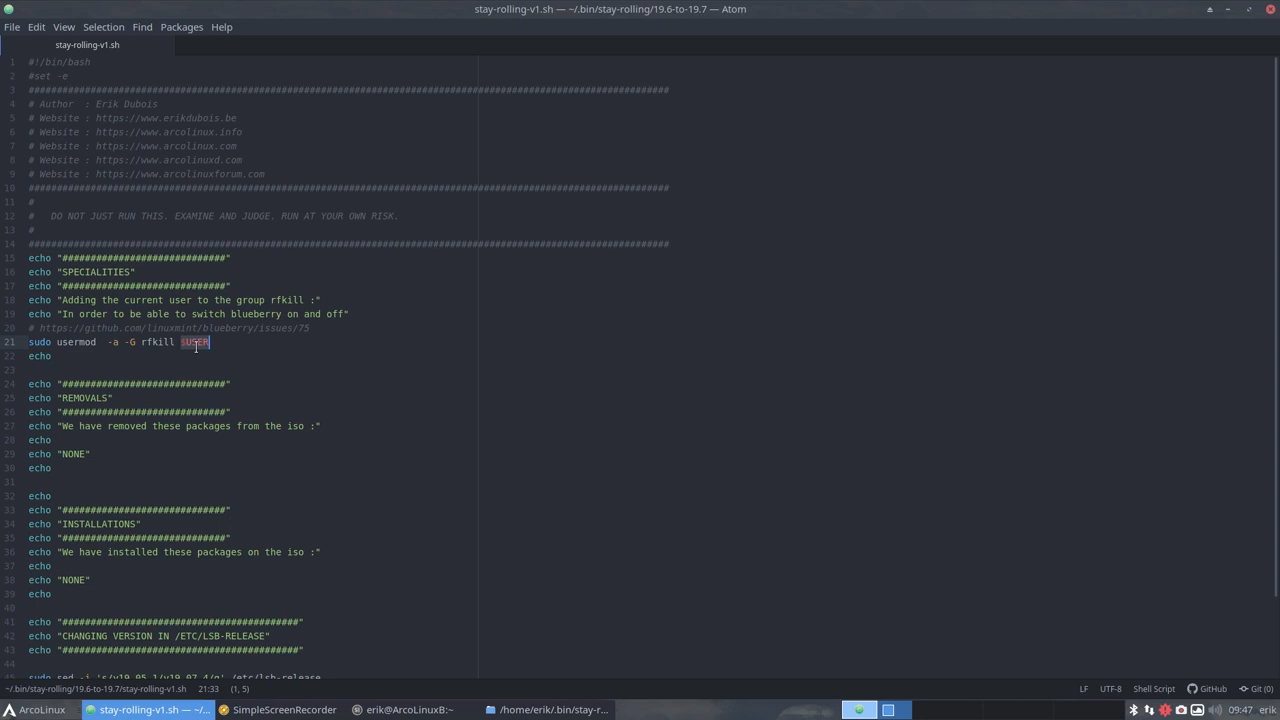 stay-rolling-v1.sh — ~/.bin/stay-rolling/19.6-to-19.7 — Atom
File Edit View Selection Find Packages Help
stay-rolling-v1.sh
1 #!/bin/bash
2 #set -e
3 ##################################################################################################################
4 # Author  : Erik Dubois
5 # Website : https://www.erikdubois.be
6 # Website : https://www.arcolinux.info
7 # Website : https://www.arcolinux.com
8 # Website : https://www.arcolinuxd.com
9 # Website : https://www.arcolinuxforum.com
10 ##################################################################################################################
11 #
12 #   DO NOT JUST RUN THIS. EXAMINE AND JUDGE. RUN AT YOUR OWN RISK.
13 #
14 ##################################################################################################################
15 echo "#############################"
16 echo "SPECIALITIES"
17 echo "#############################"
18 echo "Adding the current user to the group rfkill :"
19 echo "In order to be able to switch blueberry on and off"
20 # https://github.com/linuxmint/blueberry/issues/75
21 sudo usermod  -a -G rfkill $USER
22 echo
23
24 echo "#############################"
25 echo "REMOVALS"
26 echo "#############################"
27 echo "We have removed these packages from the iso :"
28 echo
29 echo "NONE"
30 echo
31
32 echo
33 echo "#############################"
34 echo "INSTALLATIONS"
35 echo "#############################"
36 echo "We have installed these packages on the iso :"
37 echo
38 echo "NONE"
39 echo
40
41 echo "##########################################"
42 echo "CHANGING VERSION IN /ETC/LSB-RELEASE"
43 echo "##########################################"
44
45 sudo sed -i 's/v19.05.1/v19.07.4/g' /etc/lsb-release
~/.bin/stay-rolling/19.6-to-19.7/stay-rolling-v1.sh 21:33 (1, 5) LF UTF-8 Shell Script GitHub Git (0)
ArcoLinux stay-rolling-v1.sh — ~/... SimpleScreenRecorder erik@ArcoLinuxB:~ /home/erik/.bin/stay-r... 09:47 erik